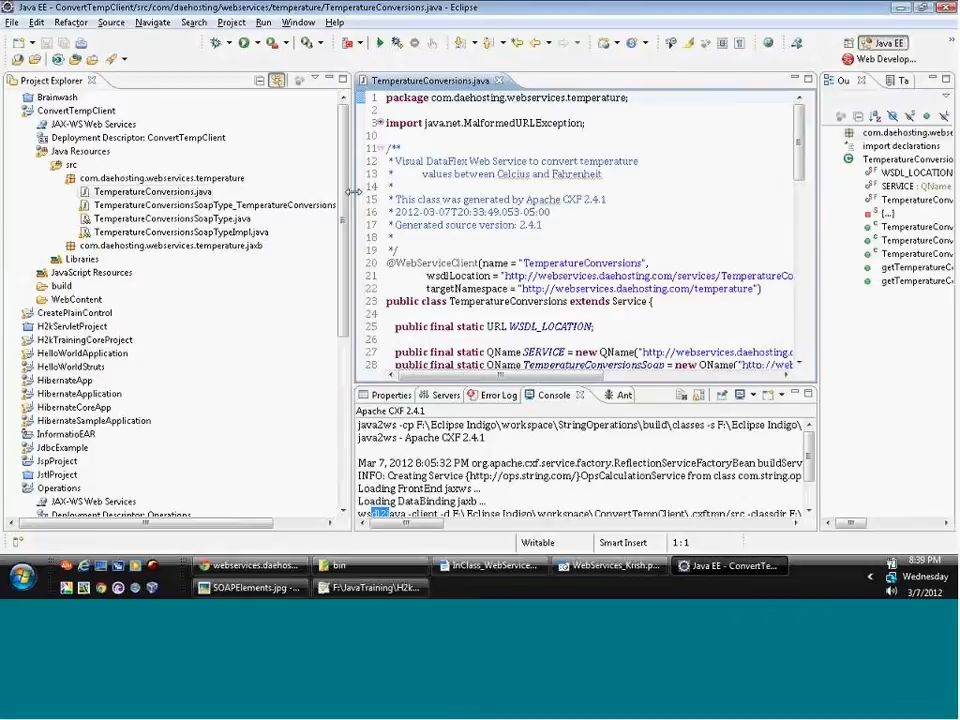 Java EE - ConvertTempClient/src/com/daehosting/webservices/temperature/TemperatureConversions.java - Eclipse
File Edit Refactor Source Navigate Search Project Run Window Help
Java EE
Web Develop...
Project Explorer
Brainwash
ConvertTempClient
JAX-WS Web Services
Deployment Descriptor: ConvertTempClient
Java Resources
src
com.daehosting.webservices.temperature
TemperatureConversions.java
TemperatureConversionsSoapType_TemperatureConversions
TemperatureConversionsSoapType.java
TemperatureConversionsSoapTypeImpl.java
com.daehosting.webservices.temperature.jaxb
Libraries
JavaScript Resources
build
WebContent
CreatePlainControl
H2kServletProject
H2kTrainingCoreProject
HelloWorldApplication
HelloWorldStruts
HibernateApp
HibernateApplication
HibernateCoreApp
HibernateSampleApplication
InformatioEAR
JdbcExample
JspProject
JstlProject
Operations
JAX-WS Web Services
Deployment Descriptor: Operations
TemperatureConversions.java
1 package com.daehosting.webservices.temperature;
2
3 import java.net.MalformedURLException;
10
11 /**
12 * Visual DataFlex Web Service to convert temperature
13 * values between Celcius and Fahrenheit
14 *
15 * This class was generated by Apache CXF 2.4.1
16 * 2012-03-07T20:33:49.053-05:00
17 * Generated source version: 2.4.1
18 *
19 */
20 @WebServiceClient(name = "TemperatureConversions",
21 wsdlLocation = "http://webservices.daehosting.com/services/TemperatureCo
22 targetNamespace = "http://webservices.daehosting.com/temperature")
23 public class TemperatureConversions extends Service {
24
25 public final static URL WSDL_LOCATION;
26
27 public final static QName SERVICE = new QName("http://webservices.daehosting.c
28 public final static QName TemperatureConversionsSoap = new QName("http://webs
Ou Ta
com.daehosting.webse
import declarations
TemperatureConversio
WSDL_LOCATION
SERVICE : QName
TemperatureConv
{...}
TemperatureConv
TemperatureConv
TemperatureConv
getTemperatureC
getTemperatureC
Properties Servers Error Log Console Ant
Apache CXF 2.4.1
java2ws -cp F:\Eclipse Indigo\workspace\StringOperations\build\classes -s F:\Eclipse Indigo\
java2ws - Apache CXF 2.4.1
Mar 7, 2012 8:05:32 PM org.apache.cxf.service.factory.ReflectionServiceFactoryBean buildServ
INFO: Creating Service {http://ops.string.com/}OpsCalculationService from class com.string.op
Loading FrontEnd jaxws ...
Loading DataBinding jaxb ...
wsdl2java -client -d F:\Eclipse Indigo\workspace\ConvertTempClient\.cxftmp/src -classdir F:\
Writable Smart Insert 1 : 1
webservices.daehos... bin InClass_WebService... WebServices_Krish.p... Java EE - ConvertTe...
SOAPElements.jpg -... F:\JavaTraining\H2k...
8:39 PM
Wednesday
3/7/2012